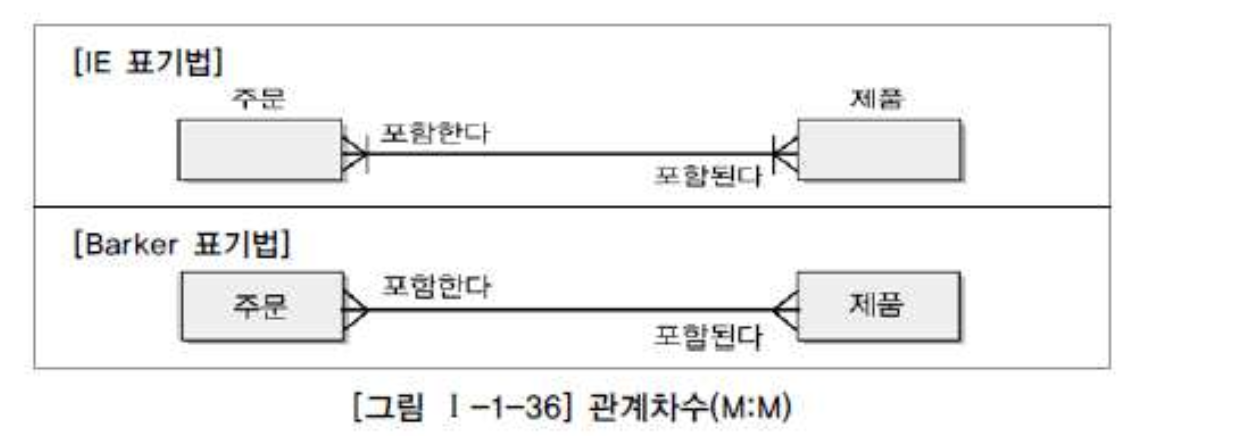 [IE 표기법]
주문
제품
포함한다
포함된다
[Barker 표기법]
주문
포함한다
제품
포함된다
[그림 Ⅰ-1-36] 관계차수(M:M)